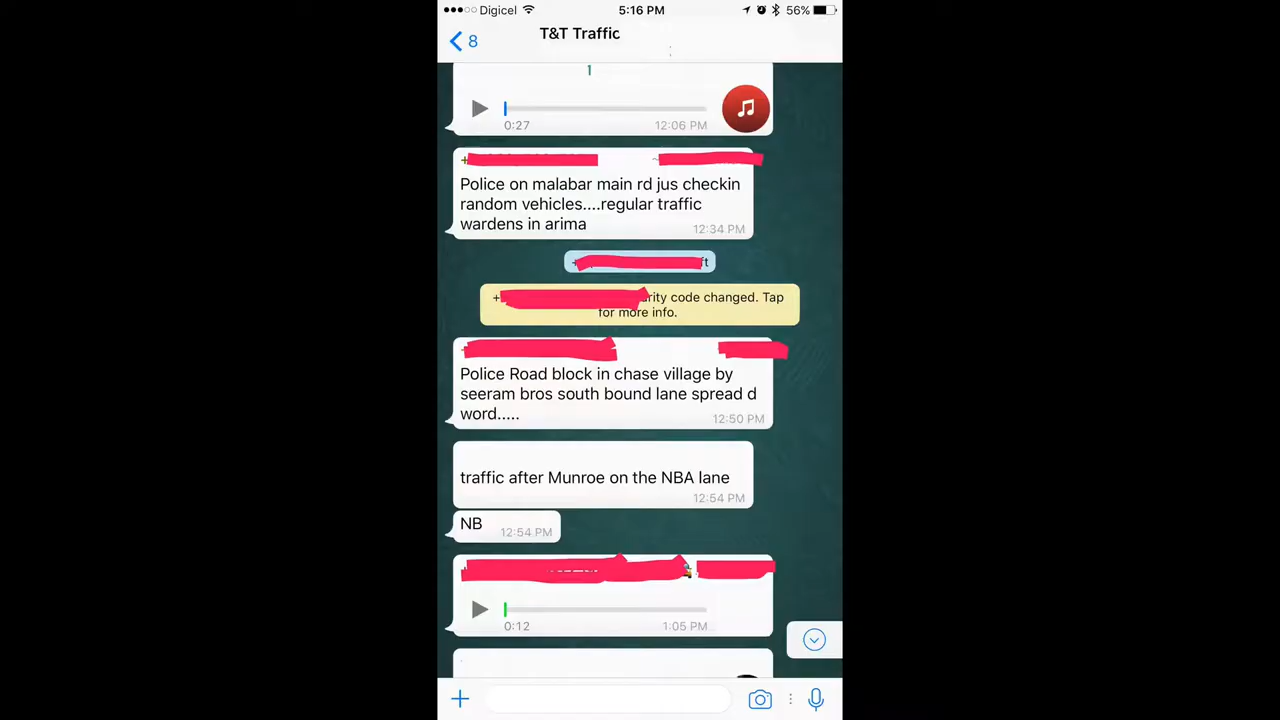 Digicel 5:16 PM 56%
8 T&T Traffic
1
0:27 12:06 PM
Police on malabar main rd jus checkin
random vehicles....regular traffic
wardens in arima
12:34 PM
+ rity code changed. Tap
for more info.
Police Road block in chase village by
seeram bros south bound lane spread d
word.....
12:50 PM
traffic after Munroe on the NBA lane
12:54 PM
NB 12:54 PM
0:12 1:05 PM